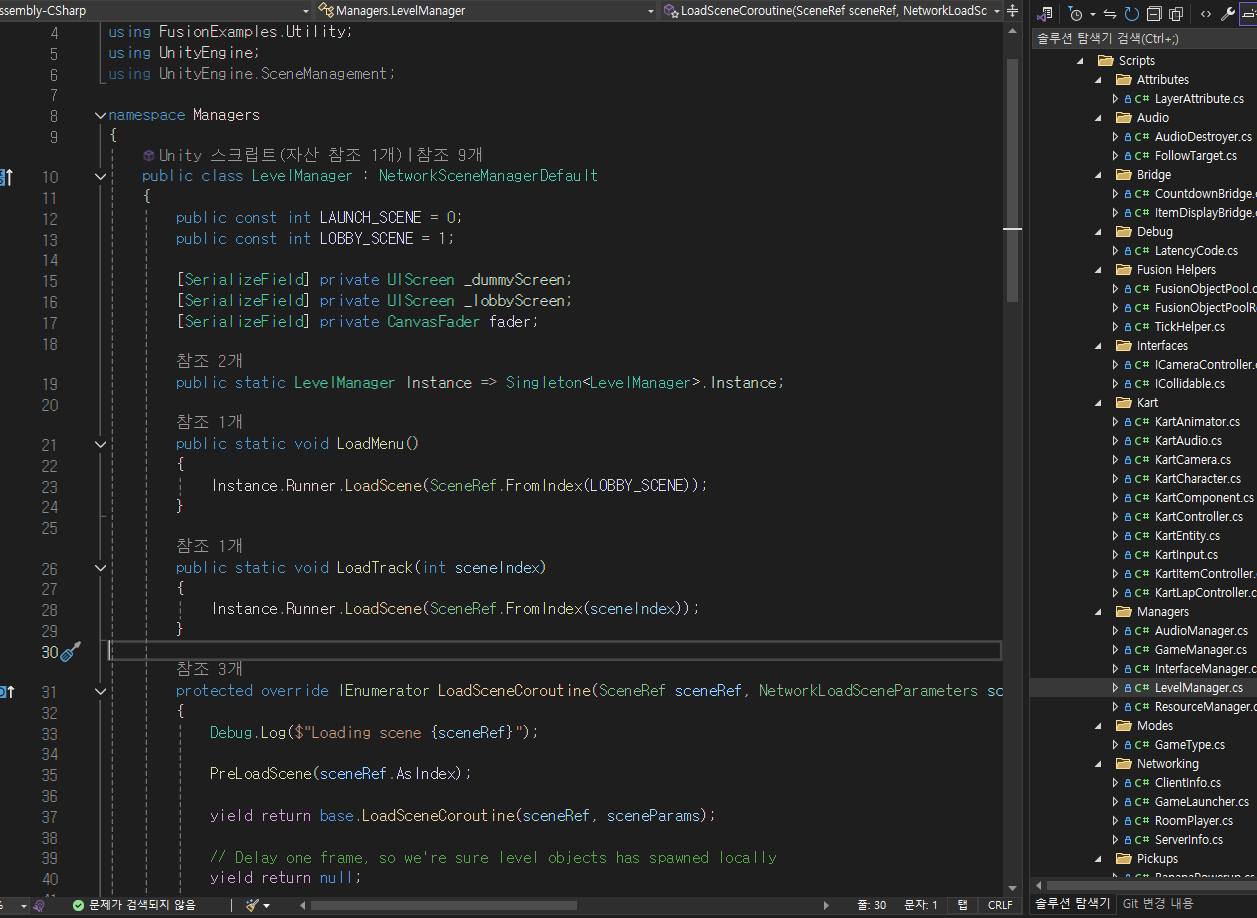 ssembly-CSharp
Managers.LevelManager
LoadSceneCoroutine(SceneRef sceneRef, NetworkLoadSc
4 using FusionExamples.Utility;
5 using UnityEngine;
6 using UnityEngine.SceneManagement;
7
8 namespace Managers
9 {
Unity 스크립트(자산 참조 1개)|참조 9개
10 public class LevelManager : NetworkSceneManagerDefault
11 {
12 public const int LAUNCH_SCENE = 0;
13 public const int LOBBY_SCENE = 1;
14
15 [SerializeField] private UIScreen _dummyScreen;
16 [SerializeField] private UIScreen _lobbyScreen;
17 [SerializeField] private CanvasFader fader;
18
참조 2개
19 public static LevelManager Instance => Singleton<LevelManager>.Instance;
20
참조 1개
21 public static void LoadMenu()
22 {
23 Instance.Runner.LoadScene(SceneRef.FromIndex(LOBBY_SCENE));
24 }
25
참조 1개
26 public static void LoadTrack(int sceneIndex)
27 {
28 Instance.Runner.LoadScene(SceneRef.FromIndex(sceneIndex));
29 }
30
참조 3개
31 protected override IEnumerator LoadSceneCoroutine(SceneRef sceneRef, NetworkLoadSceneParameters sc
32 {
33 Debug.Log($"Loading scene {sceneRef}");
34
35 PreLoadScene(sceneRef.AsIndex);
36
37 yield return base.LoadSceneCoroutine(sceneRef, sceneParams);
38
39 // Delay one frame, so we're sure level objects has spawned locally
40 yield return null;
문제가 검색되지 않음
줄: 30 문자: 1 탭 CRLF
솔루션 탐색기 검색(Ctrl+;)
Scripts
Attributes
C# LayerAttribute.cs
Audio
C# AudioDestroyer.cs
C# FollowTarget.cs
Bridge
C# CountdownBridge.
C# ItemDisplayBridge.
Debug
C# LatencyCode.cs
Fusion Helpers
C# FusionObjectPool.c
C# FusionObjectPoolR
C# TickHelper.cs
Interfaces
C# ICameraController.
C# ICollidable.cs
Kart
C# KartAnimator.cs
C# KartAudio.cs
C# KartCamera.cs
C# KartCharacter.cs
C# KartComponent.cs
C# KartController.cs
C# KartEntity.cs
C# KartInput.cs
C# KartItemController.
C# KartLapController.c
Managers
C# AudioManager.cs
C# GameManager.cs
C# InterfaceManager.c
C# LevelManager.cs
C# ResourceManager.c
Modes
C# GameType.cs
Networking
C# ClientInfo.cs
C# GameLauncher.cs
C# RoomPlayer.cs
C# ServerInfo.cs
Pickups
솔루션 탐색기 Git 변경 내용